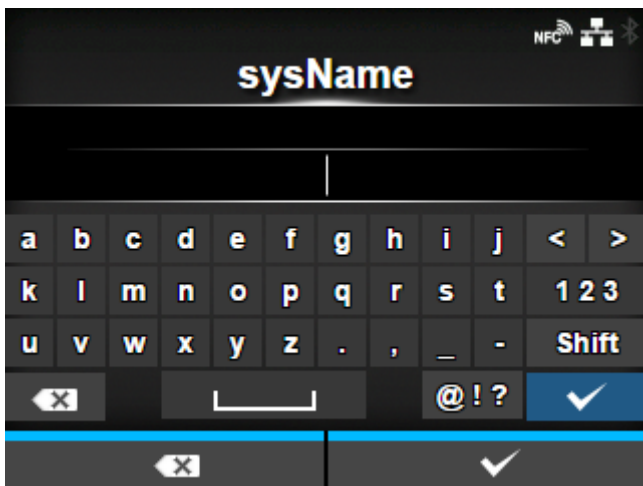 NFC
sysName
a b c d e f g h i j < >
k l m n o p q r s t 1 2 3
u v w x y z . , _ - Shift
@ ! ?